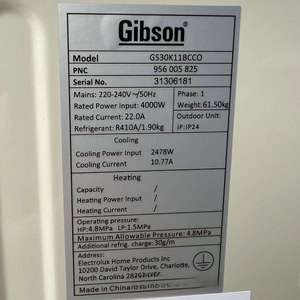 Gibson®
Model GS30K11BCCO
PNC 956 005 825
Serial No. 31306181
Mains: 220-240V~/50Hz Phase: 1
Rated Power Input: 4000W Weight:61.50kg
Rated Current: 22.0A Outdoor Unit:
Refrigerant: R410A/1.90kg IP:IP24
Cooling
Cooling Power Input 2478W
Cooling Current 10.77A
Heating
Capacity /
Heating Power Input /
Heating Current /
Operating pressure:
HP:4.8MPa LP:1.5MPa
Maximum Allowable Pressure: 4.8MPa
Additional refrig. charge: 30g/m
Address:
Electrolux Home Products Inc
10200 David Taylor Drive, Charlotte,
North Carolina 28262
Made in China